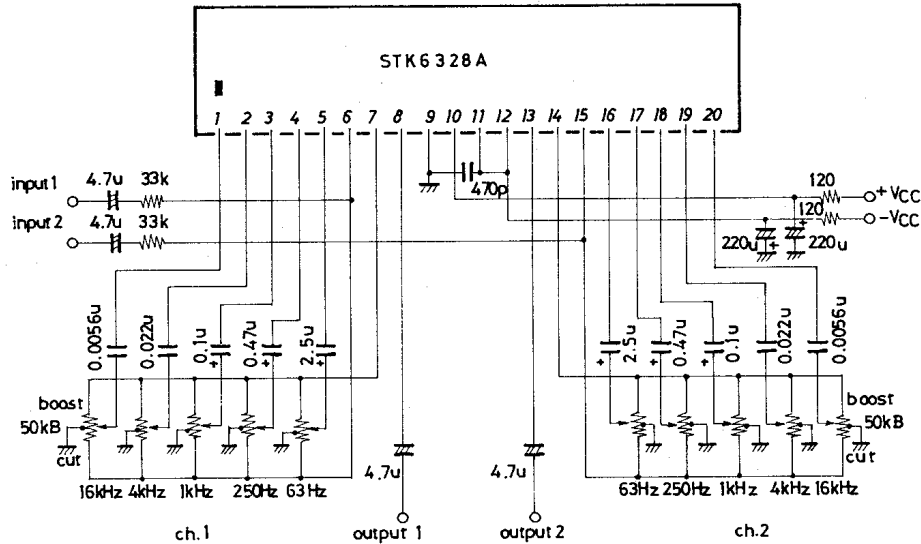 STK6328A
1 2 3 4 5 6 7 8 9 10 11 12 13 14 15 16 17 18 19 20
input 1
4.7u
33k
470p
120
+VCC
input 2
4.7u
33k
120
-VCC
220u
+
+
220u
0.0056u
0.022u
0.1u
+
0.47u
+
2.5u
+
+
2.5u
+
0.47u
+
0.1u
0.022u
0.0056u
boost
50kB
cut
boost
50kB
cut
4.7u
4.7u
16kHz 4kHz 1kHz 250Hz 63Hz
63Hz 250Hz 1kHz 4kHz 16kHz
ch.1
output 1
output 2
ch.2